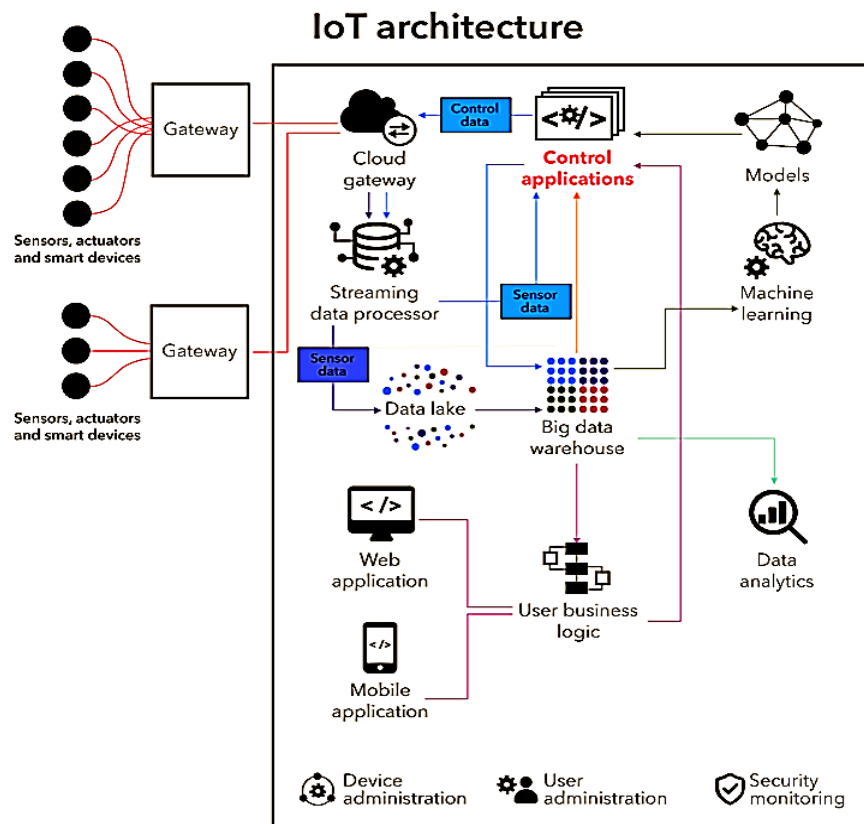 IoT architecture
Gateway
Sensors, actuators
and smart devices
Gateway
Sensors, actuators
and smart devices
Cloud
gateway
Control
data
</>
Control
applications
Models
Streaming
data processor
Sensor
data
Machine
learning
Sensor
data
Data lake
Big data
warehouse
</>
Web
application
User business
logic
Data
analytics
</>
Mobile
application
Device
administration
User
administration
Security
monitoring